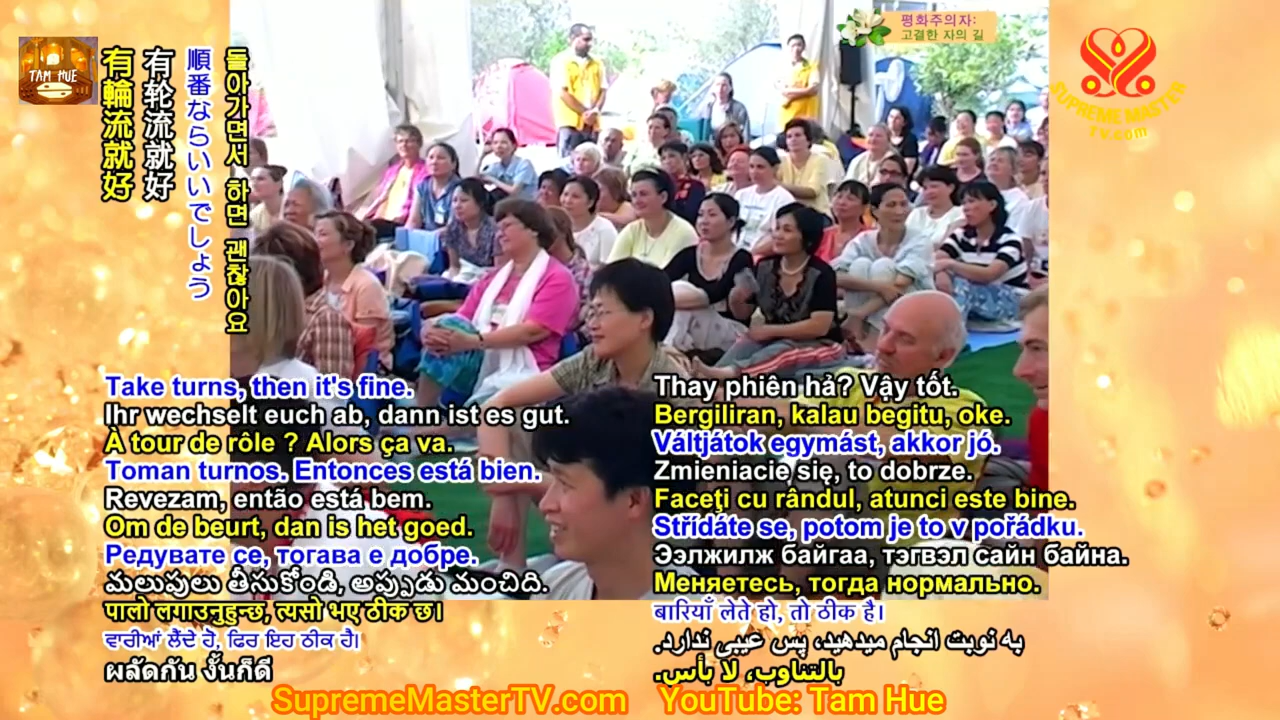 TAM HUE
有輪流就好
有轮流就好
順番ならいいでしょう
돌아가면서 하면 괜찮아요
평화주의자:
고결한 자의 길
SUPREME MASTER
TV.com
Take turns, then it's fine.
Ihr wechselt euch ab, dann ist es gut.
À tour de rôle ? Alors ça va.
Toman turnos. Entonces está bien.
Revezam, então está bem.
Om de beurt, dan is het goed.
Редувате се, тогава е добре.
మలుపులు తీసుకోండి, అప్పుడు మంచిది.
पालो लगाउनुहुन्छ, त्यसो भए ठीक छ।
ਵਾਰੀਆਂ ਲੈਂਦੇ ਹੋ, ਫਿਰ ਇਹ ਠੀਕ ਹੈ।
ผลัดกัน งั้นก็ดี
Thay phiên hả? Vậy tốt.
Bergiliran, kalau begitu, oke.
Váltjátok egymást, akkor jó.
Zmieniacie się, to dobrze.
Faceţi cu rândul, atunci este bine.
Střídáte se, potom je to v pořádku.
Ээлжилж байгаа, тэгвэл сайн байна.
Меняетесь, тогда нормально.
बारियाँ लेते हो, तो ठीक है।
به نوبت انجام میدهید، پس عیبی ندارد.
بالتناوب، لا بأس.
SupremeMasterTV.com YouTube: Tam Hue